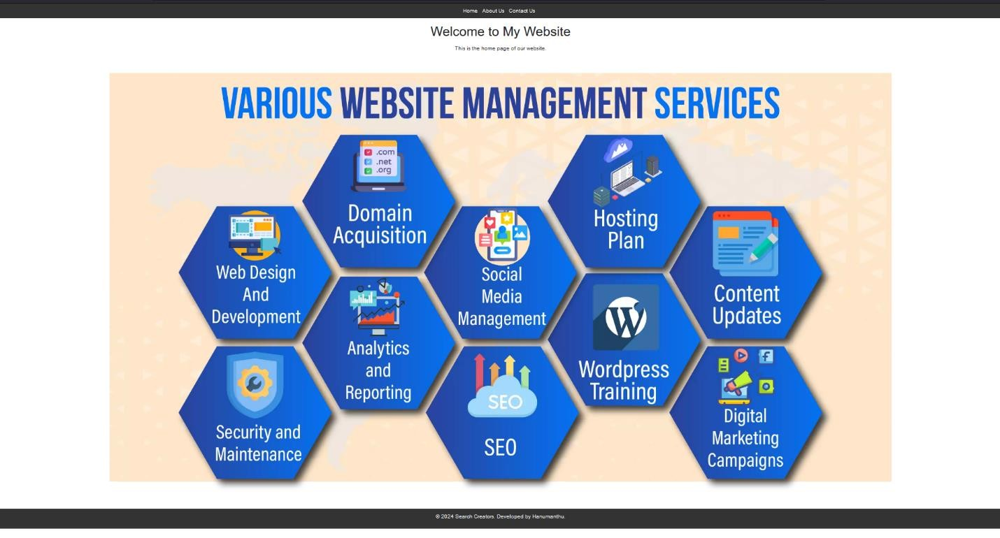 Home About Us Contact Us
Welcome to My Website
This is the home page of our website.
VARIOUS WEBSITE MANAGEMENT SERVICES
.com
.net
.org
Domain
Acquisition
Hosting
Plan
Web Design
And
Development
Social
Media
Management
Content
Updates
Analytics
and
Reporting
W
Wordpress
Training
Security and
Maintenance
SEO
SEO
f
Digital
Marketing
Campaigns
© 2024 Search Creators. Developed by Hanumanthu.